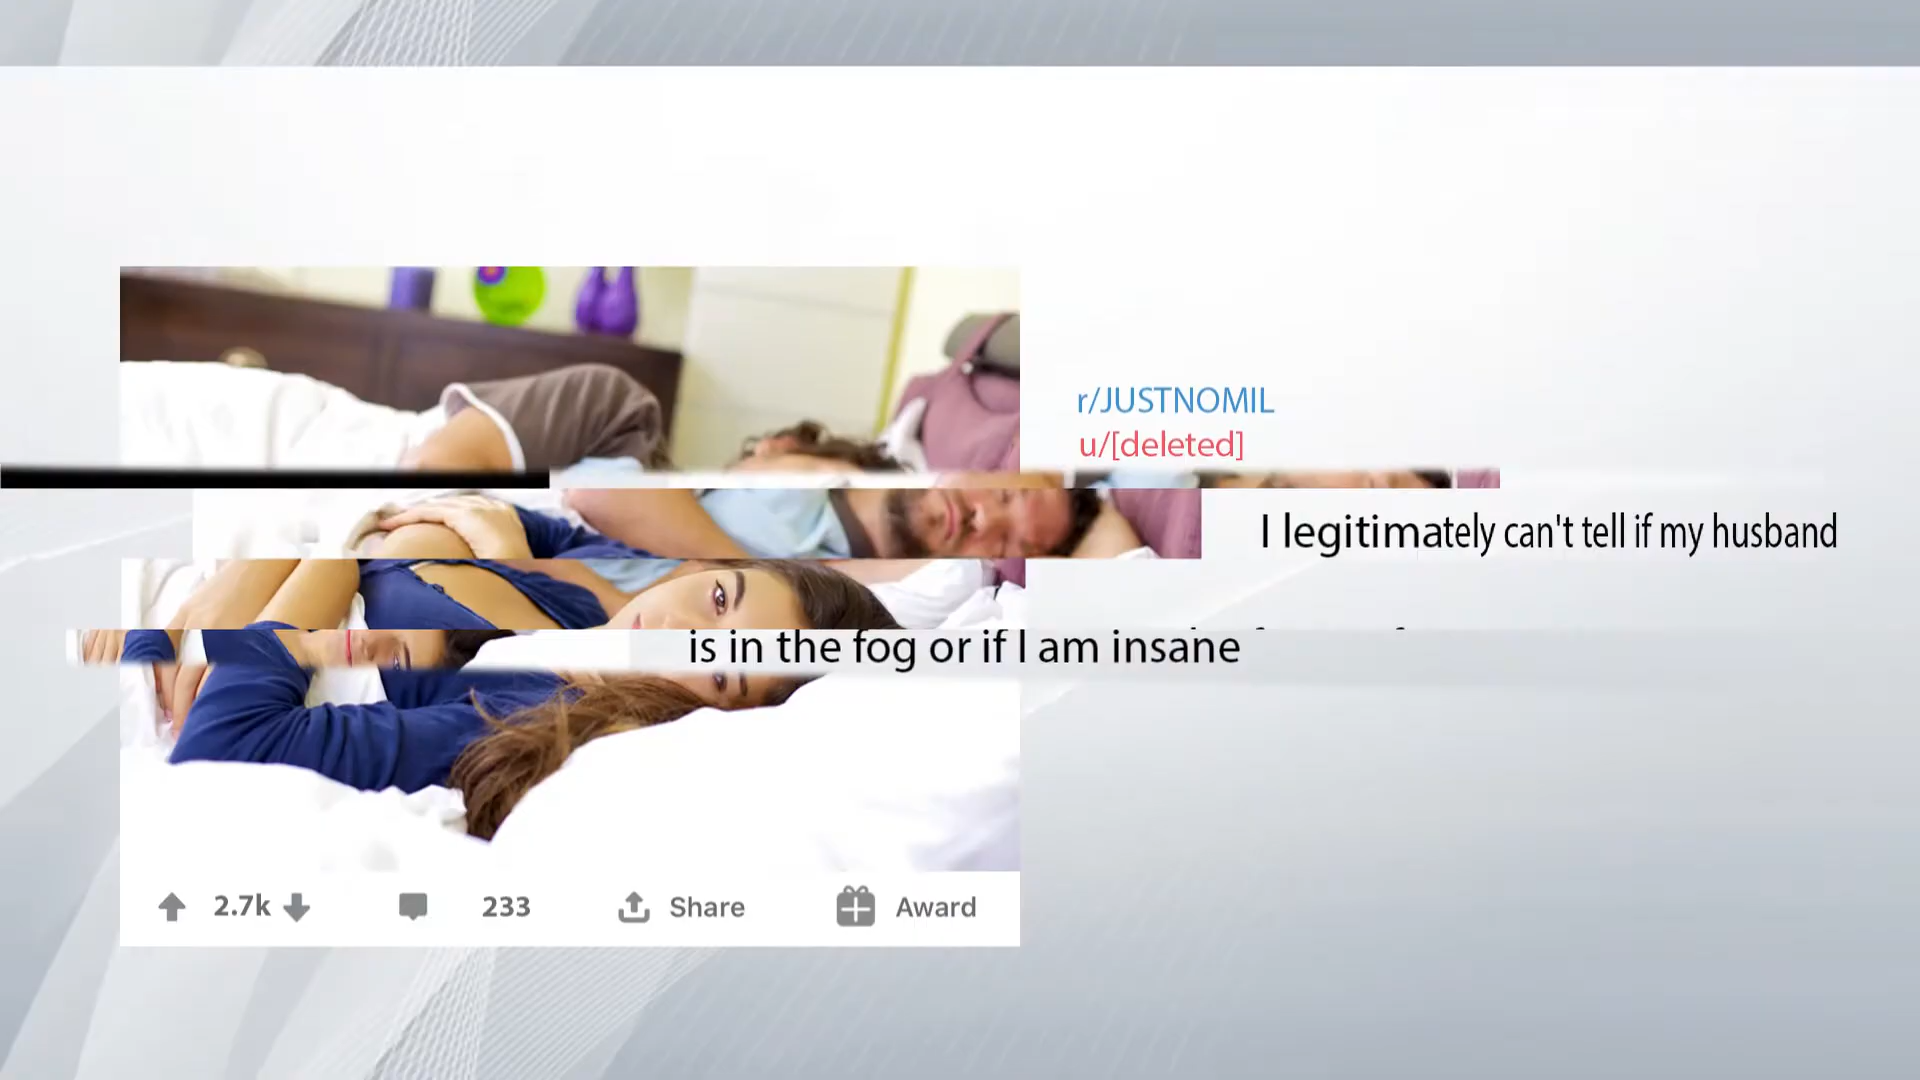 r/JUSTNOMIL
u/[deleted]
I legitimately can't tell if my husband
is in the fog or if I am insane
2.7k
233
Share
Award